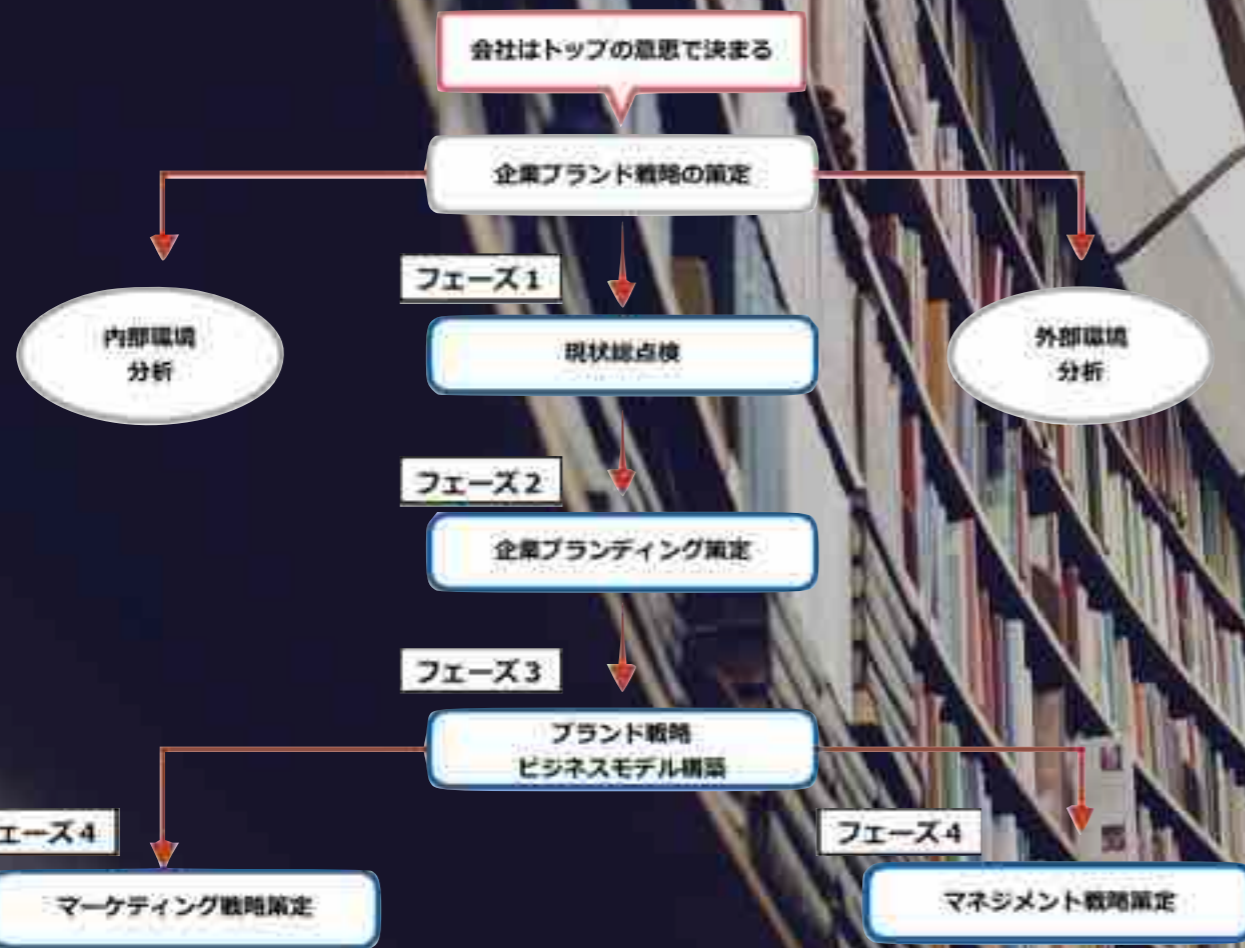 会社はトップの意思で決まる
企業ブランド戦略の策定
フェーズ1
内部環境
分析
現状総点検
外部環境
分析
フェーズ2
企業ブランディング策定
フェーズ3
ブランド戦略
ビジネスモデル構築
ェーズ4
フェーズ4
マーケティング戦略策定
マネジメント戦略策定